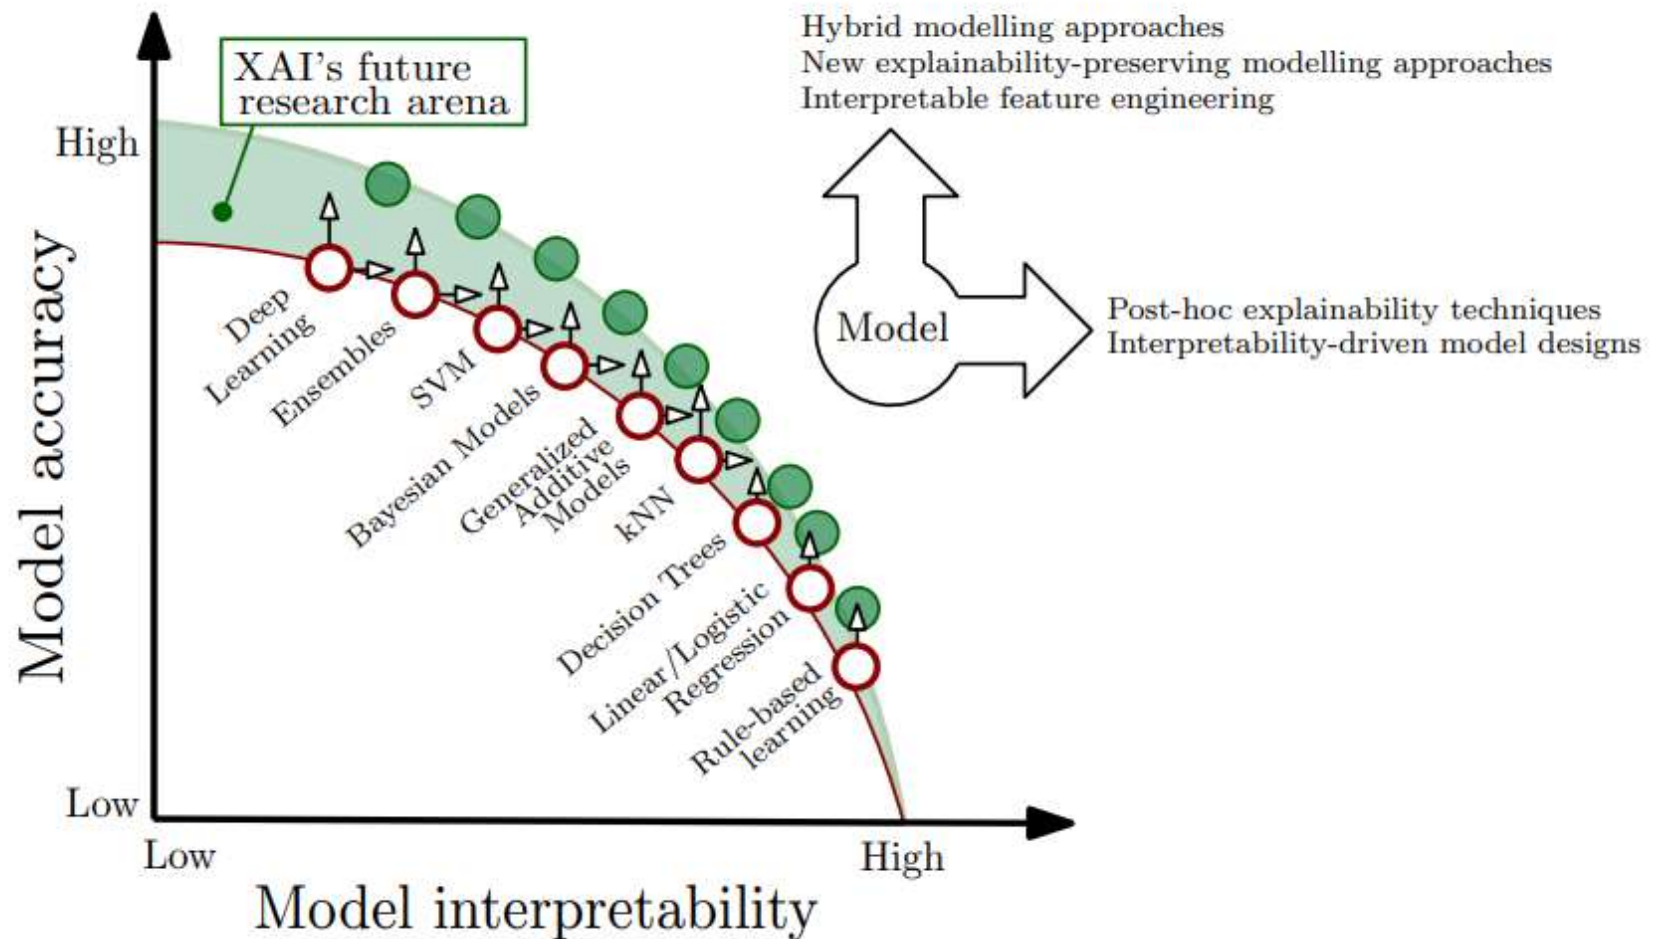 XAI's future
research arena
Hybrid modelling approaches
New explainability-preserving modelling approaches
Interpretable feature engineering
High
Model accuracy
Deep
Learning
Ensembles
SVM
Bayesian Models
Generalized
Additive
Models
kNN
Decision Trees
Linear/Logistic
Regression
Rule-based
learning
Model
Post-hoc explainability techniques
Interpretability-driven model designs
Low
Low
High
Model interpretability